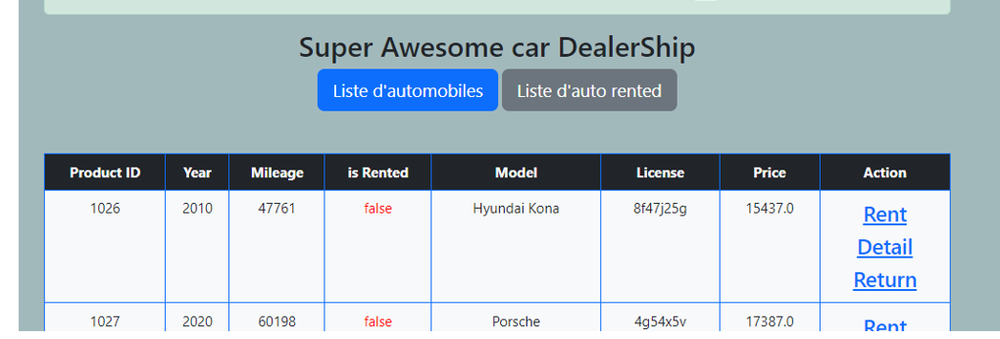 Super Awesome car DealerShip
Liste d'automobiles Liste d'auto rented
Product ID Year Mileage is Rented Model License Price Action
1026 2010 47761 false Hyundai Kona 8f47j25g 15437.0 Rent
Detail
Return
1027 2020 60198 false Porsche 4g54x5v 17387.0 Rent